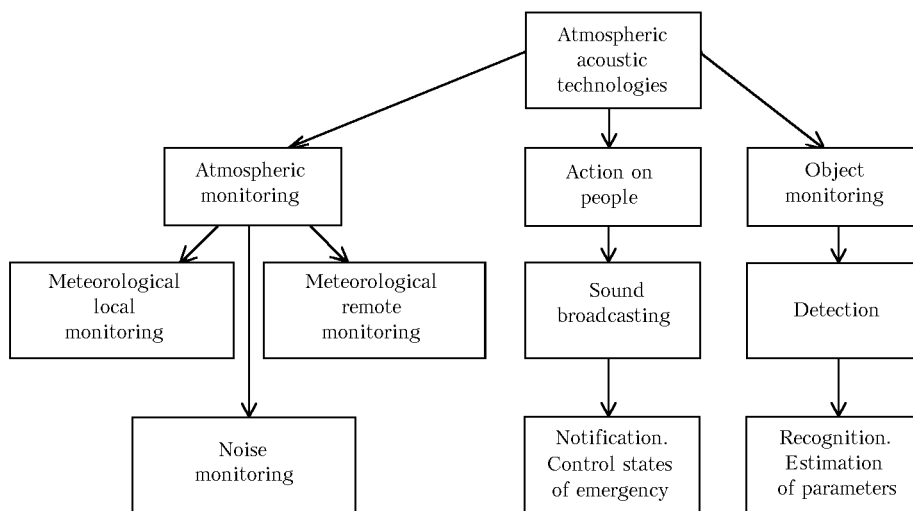 Atmospheric
acoustic
technologies
Atmospheric
monitoring
Action on
people
Object
monitoring
Meteorological
local
monitoring
Meteorological
remote
monitoring
Sound
broadcasting
Detection
Noise
monitoring
Notification.
Control states
of emergency
Recognition.
Estimation
of parameters